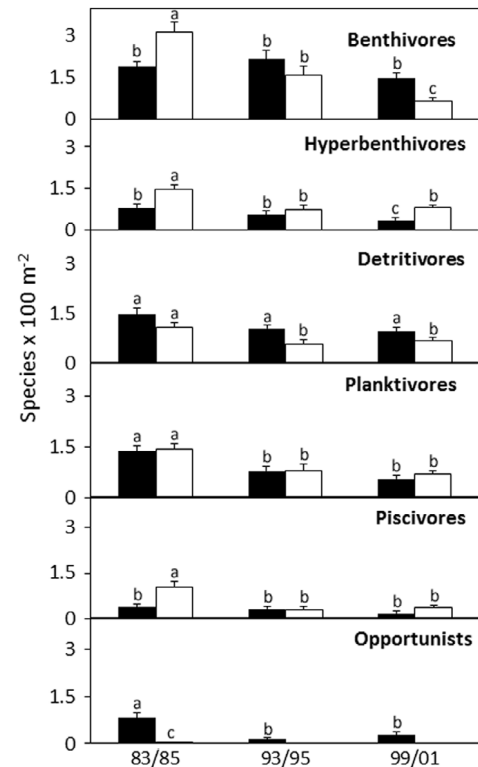 Species x 100 m-2
Benthivores
3
1.5
0
b a b b b c
Hyperbenthivores
3
1.5
0
b a b b c b
Detritivores
3
1.5
0
a a a b a b
Planktivores
3
1.5
0
a a b b b b
Piscivores
3
1.5
0
b a b b b b
Opportunists
3
1.5
0
a c b b
83/85 93/95 99/01